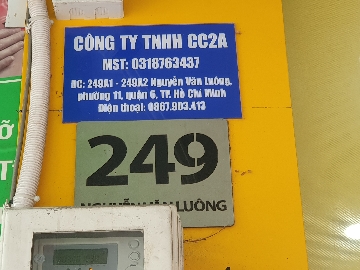 CÔNG TY TNHH CC2A
MST: 0318763437
ĐC: 249A1 - 249A2 Nguyễn Văn Luông,
phường 11, quận 6, TP. Hồ Chí Minh
Điện thoại: 0867.903.413
249
NGUYỄN VĂN LUÔNG